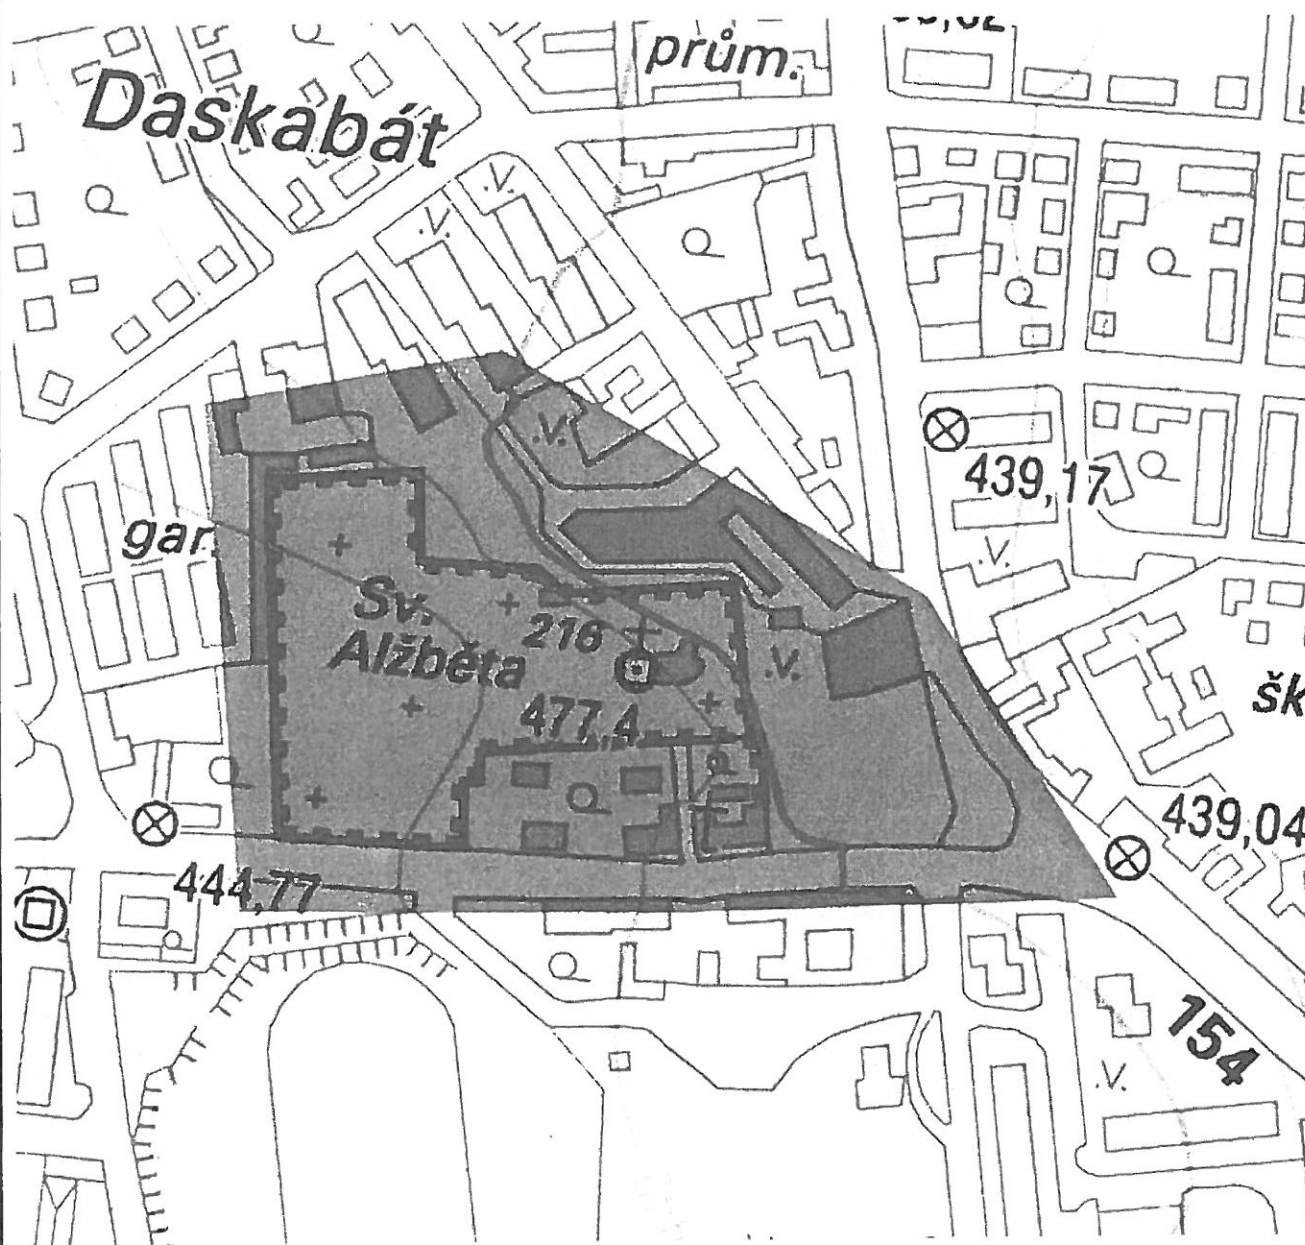 prům.
Daskabát
439,17
gar.
Sv.
Alžběta
216
477,4
.V.
.V.
.V.
.V.
.V.
.V.
šk
439,04
444,77
154